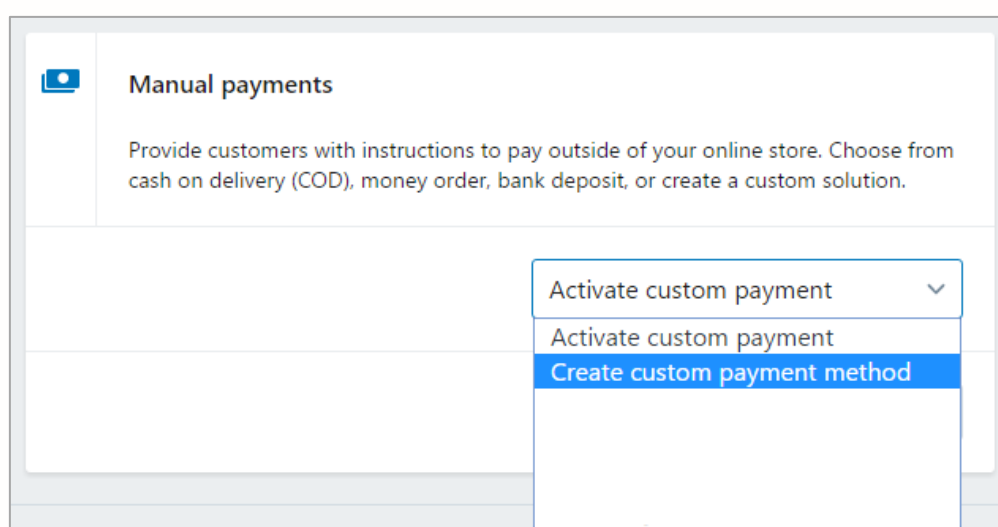 Manual payments
Provide customers with instructions to pay outside of your online store. Choose from
cash on delivery (COD), money order, bank deposit, or create a custom solution.
Activate custom payment
Activate custom payment
Create custom payment method